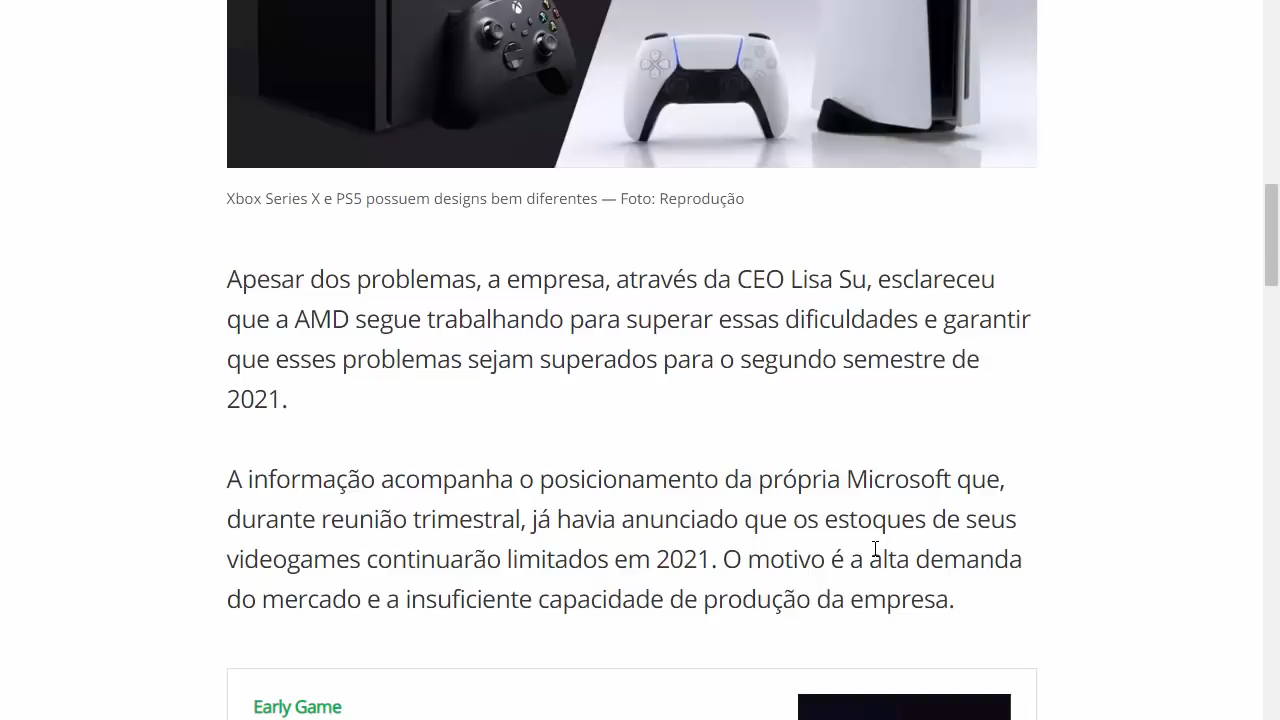 Xbox Series X e PS5 possuem designs bem diferentes — Foto: Reprodução
Apesar dos problemas, a empresa, através da CEO Lisa Su, esclareceu
que a AMD segue trabalhando para superar essas dificuldades e garantir
que esses problemas sejam superados para o segundo semestre de
2021.
A informação acompanha o posicionamento da própria Microsoft que,
durante reunião trimestral, já havia anunciado que os estoques de seus
videogames continuarão limitados em 2021. O motivo é a alta demanda
do mercado e a insuficiente capacidade de produção da empresa.
Early Game